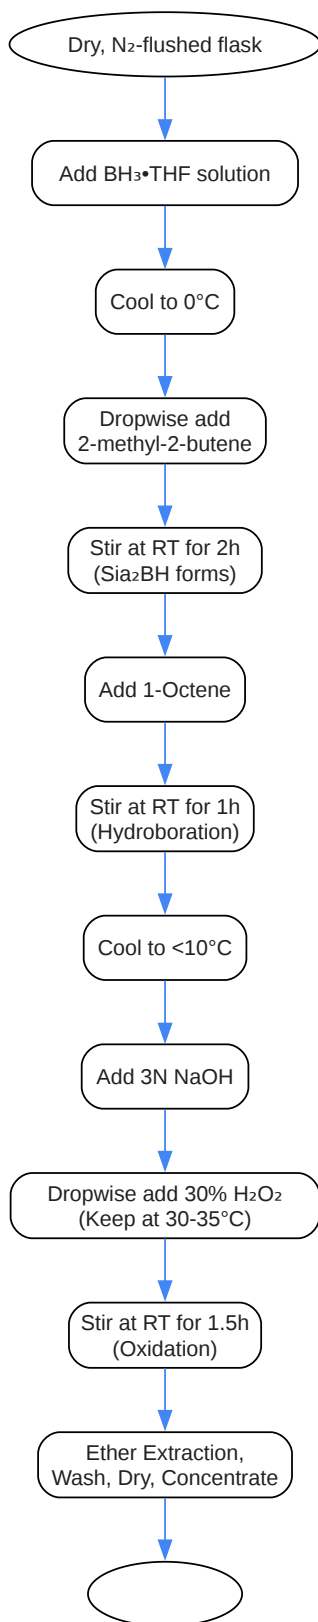 Dry, N₂-flushed flask
Add BH₃•THF solution
Cool to 0°C
Dropwise add
2-methyl-2-butene
Stir at RT for 2h
(Sia₂BH forms)
Add 1-Octene
Stir at RT for 1h
(Hydroboration)
Cool to <10°C
Add 3N NaOH
Dropwise add 30% H₂O₂
(Keep at 30-35°C)
Stir at RT for 1.5h
(Oxidation)
Ether Extraction,
Wash, Dry, Concentrate